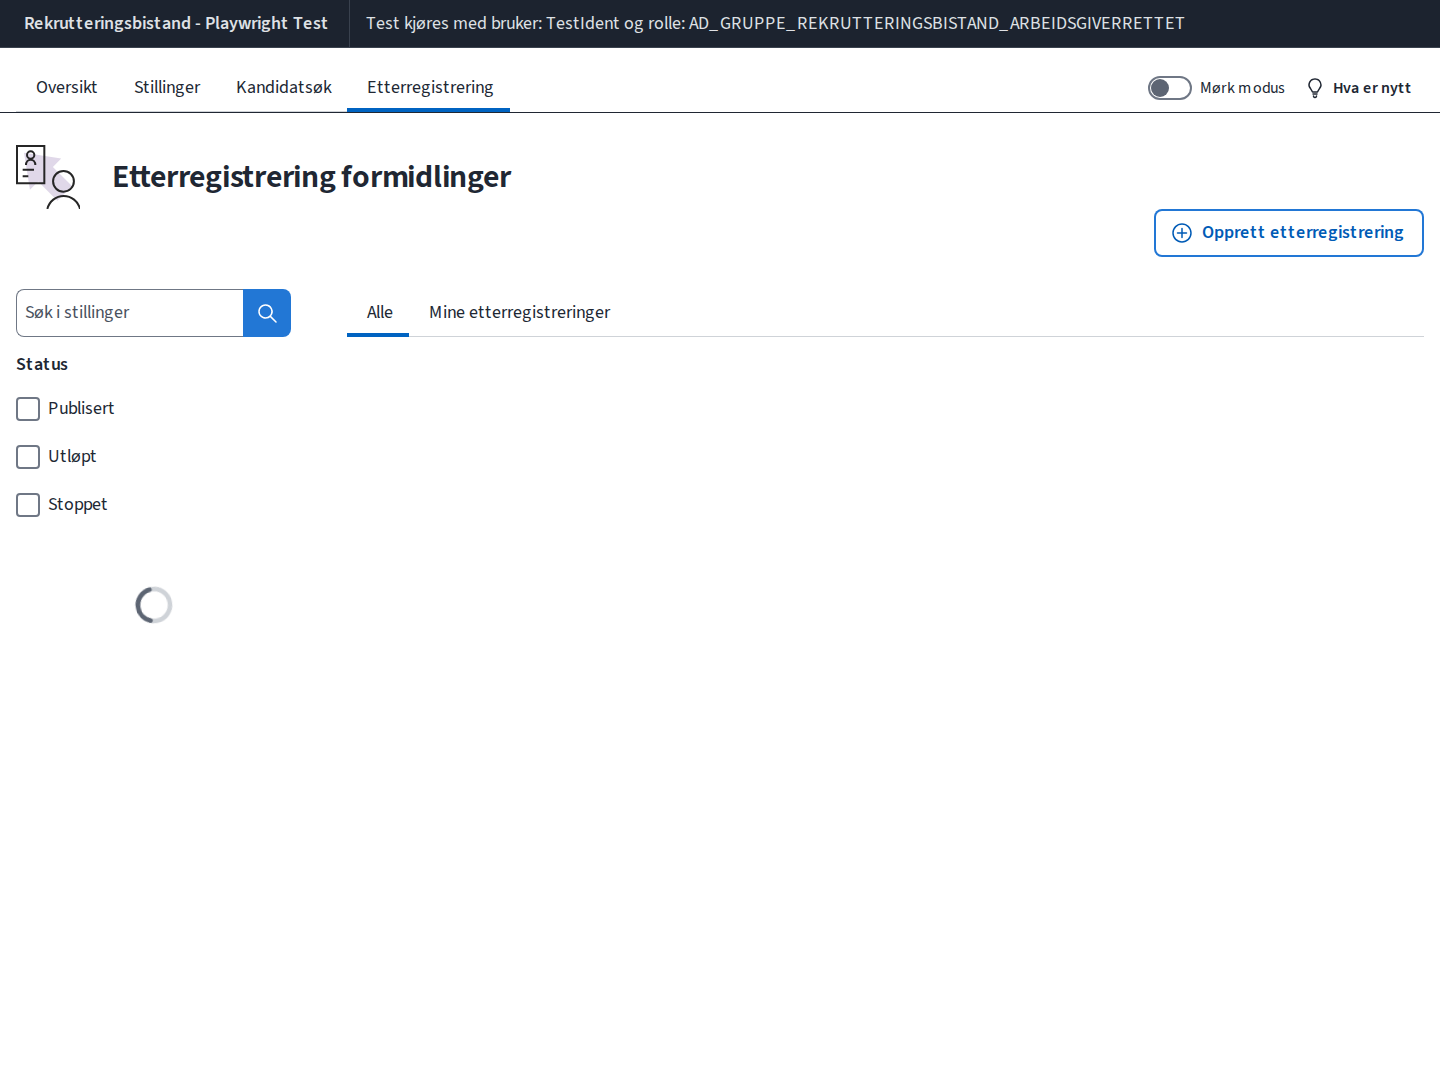 Rekrutteringsbistand - Playwright Test
Test kjøres med bruker: TestIdent og rolle: AD_GRUPPE_REKRUTTERINGSBISTAND_ARBEIDSGIVERRETTET
Oversikt
Stillinger
Kandidatsøk
Etterregistrering
Mørk modus
Hva er nytt
Etterregistrering formidlinger
Opprett etterregistrering
Søk i stillinger
Alle
Mine etterregistreringer
Status
Publisert
Utløpt
Stoppet